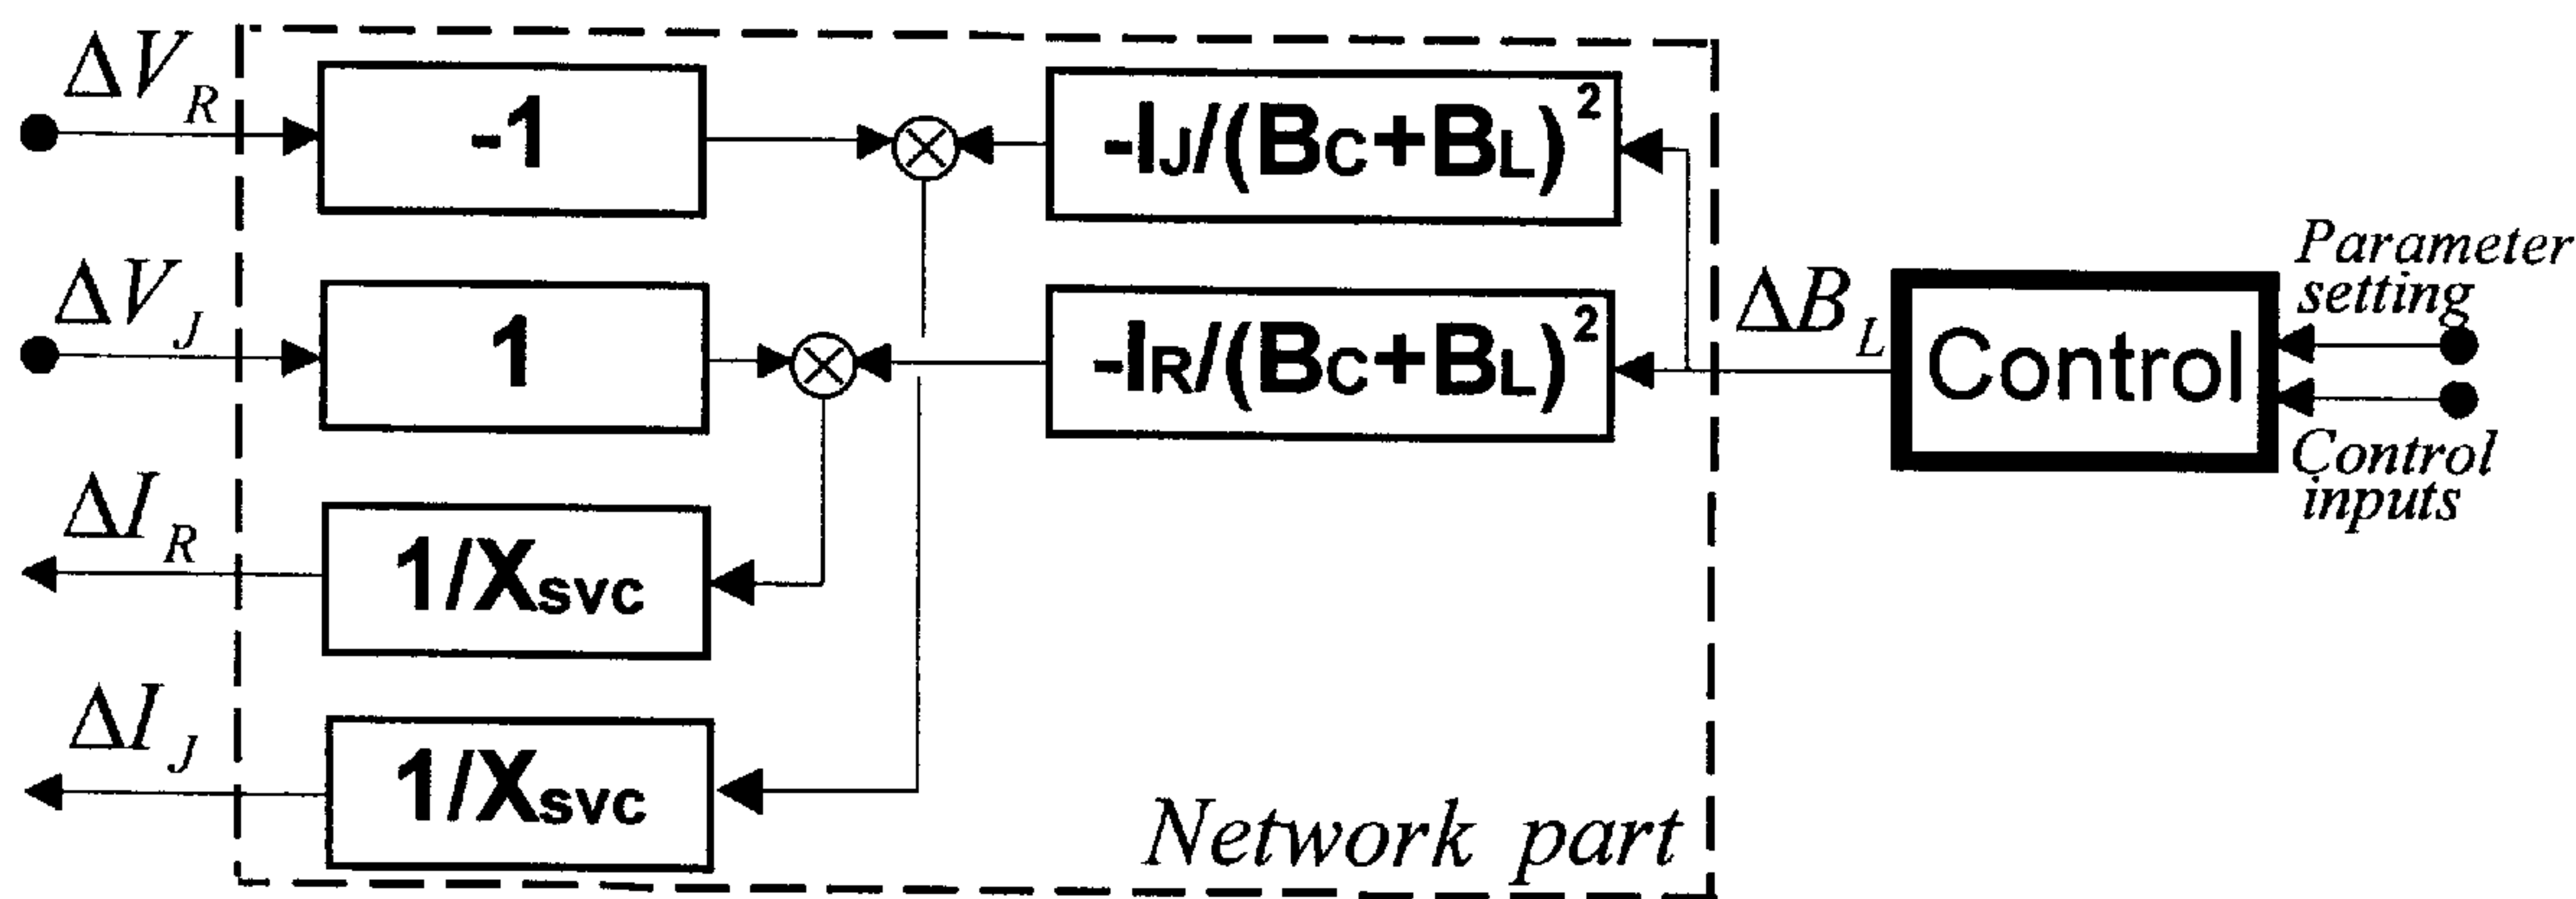 ΔV_R
-1
-I_J/(B_C+B_L)^2
ΔV_J
1
-I_R/(B_C+B_L)^2
ΔB_L
Control
Parameter
setting
Control
inputs
ΔI_R
1/X_svc
ΔI_J
1/X_svc
Network part